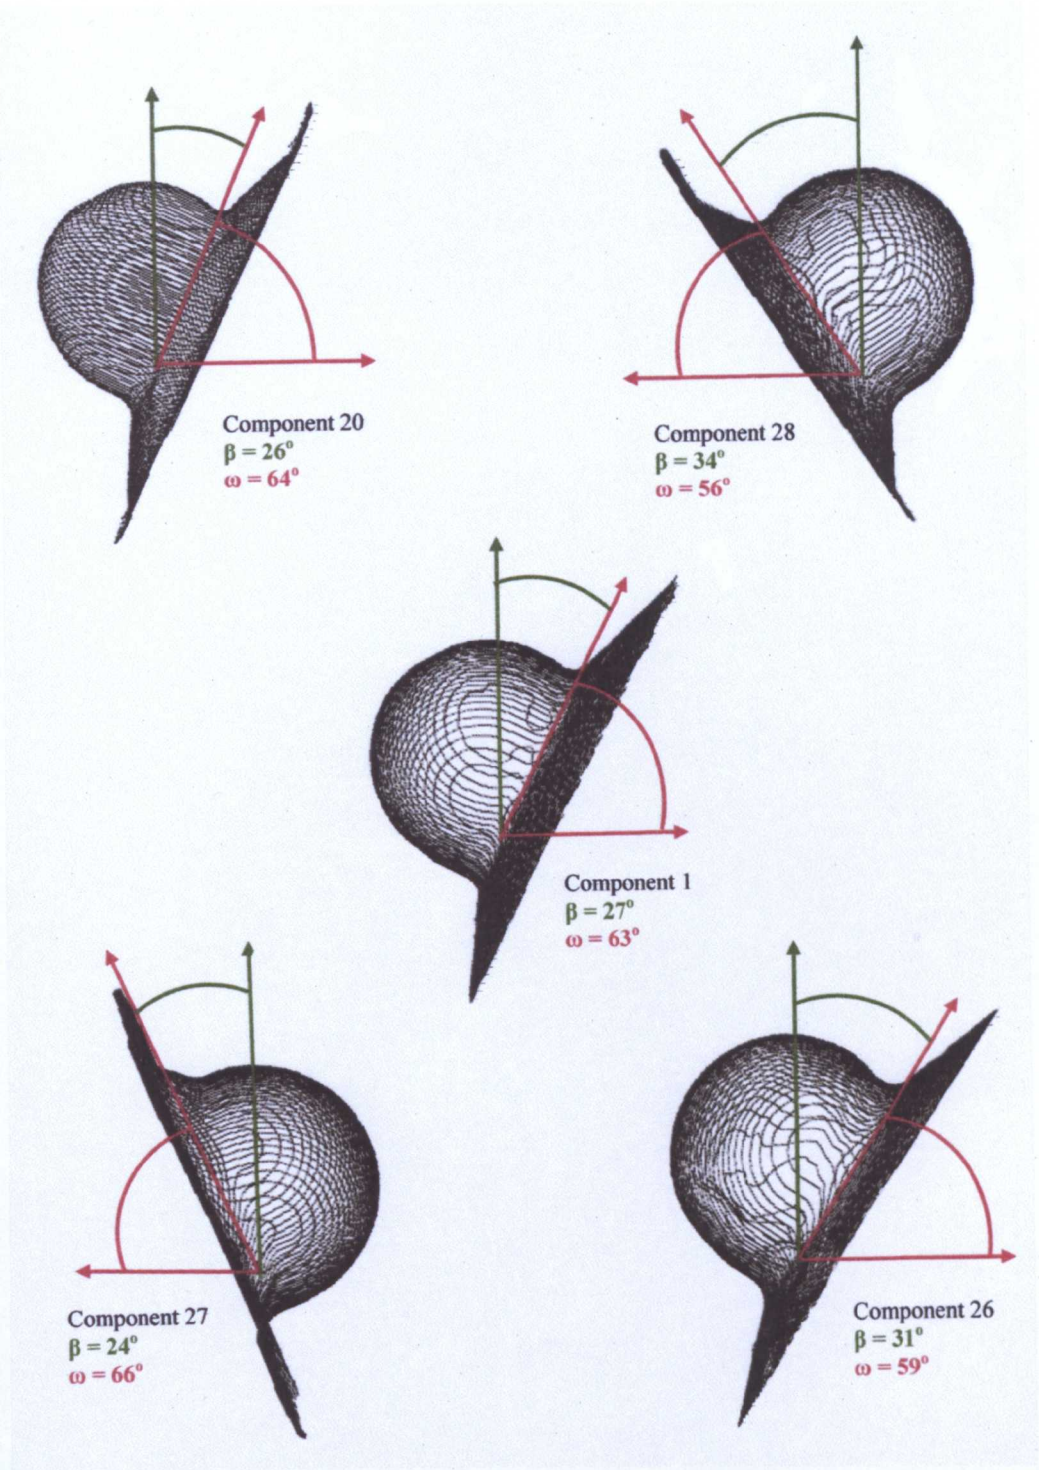 Component 20
β = 26°
ω = 64°
Component 28
β = 34°
ω = 56°
Component 1
β = 27°
ω = 63°
Component 27
β = 24°
ω = 66°
Component 26
β = 31°
ω = 59°